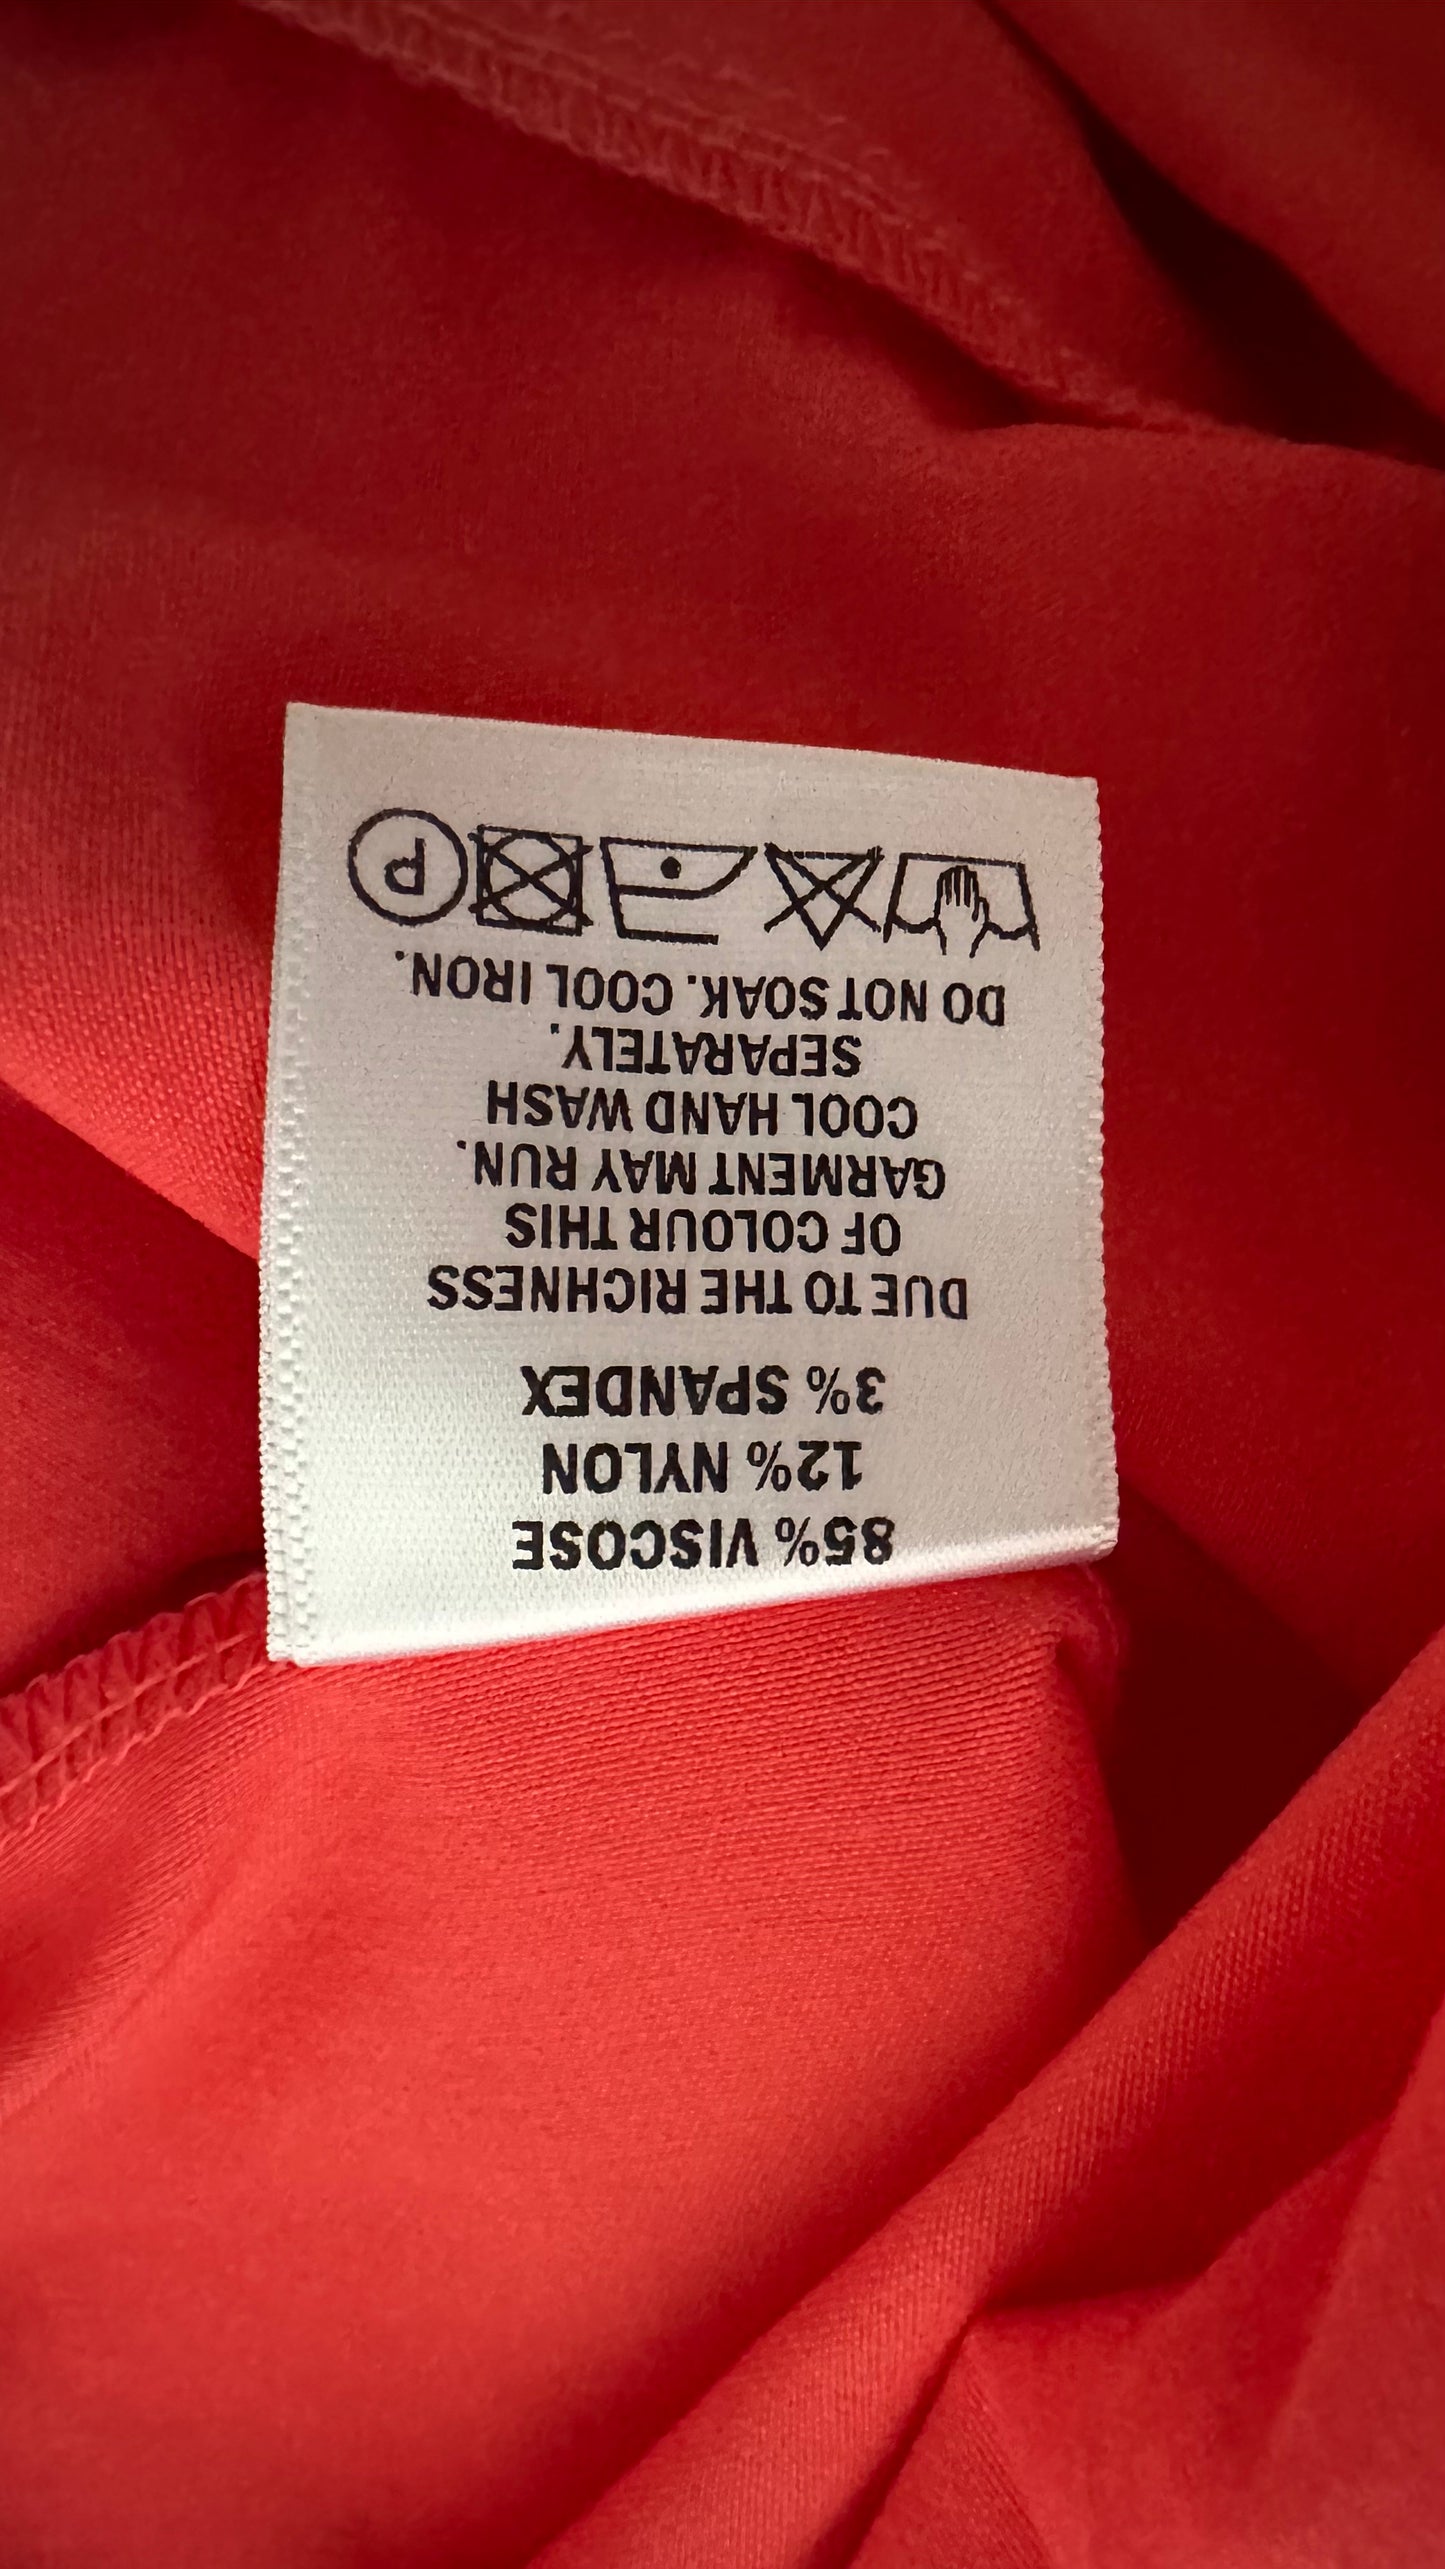 85% VISCOSE
12% NYLON
3% SPANDEX
DUE TO THE RICHNESS
OF COLOUR THIS
GARMENT MAY RUN.
COOL HAND WASH
SEPARATELY.
DO NOT SOAK. COOL IRON.
P